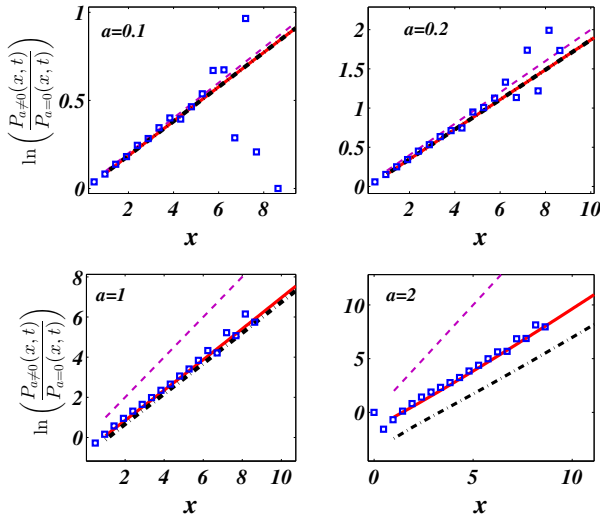 a=0.1
a=0.2
ln ( P_{a≠0}(x, t) / P_{a=0}(x, t) )
1
0.5
0
2 4 6 8
x
2
1.5
1
0.5
0
2 4 6 8 10
x
a=1
a=2
ln ( P_{a≠0}(x, t) / P_{a=0}(x, t) )
8
6
4
2
0
0 2 4 6 8 10
x
10
5
0
0 5 10
x